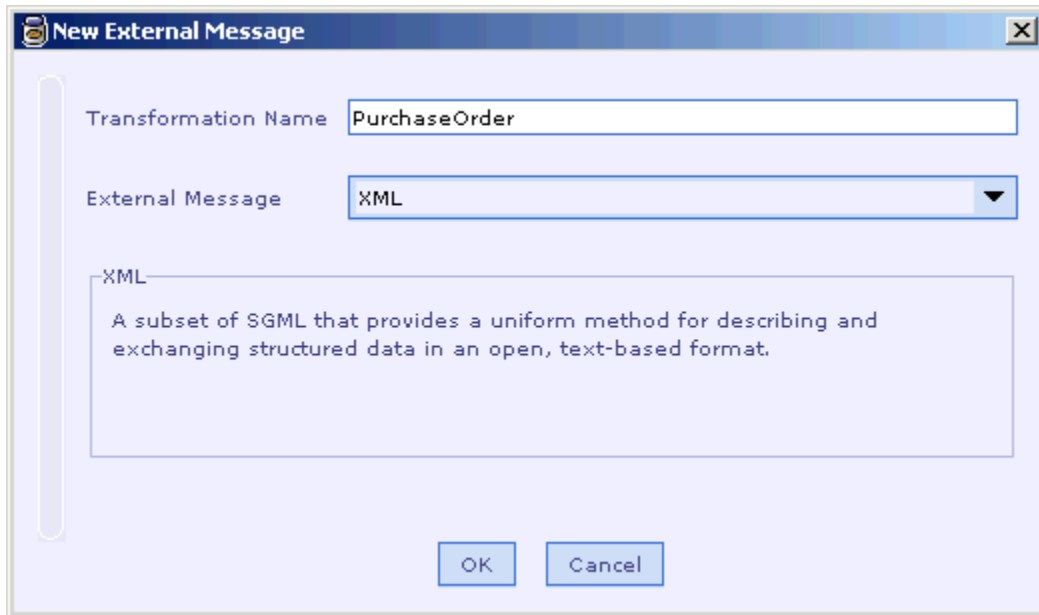 New External Message
Transformation Name PurchaseOrder
External Message XML
XML
A subset of SGML that provides a uniform method for describing and
exchanging structured data in an open, text-based format.
OK Cancel